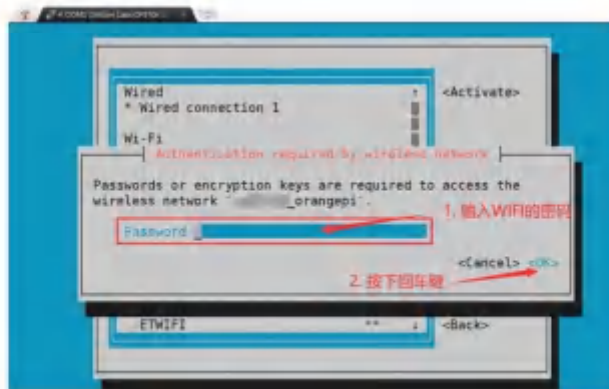 Wired
* Wired connection 1
<Activate>
Wi-Fi
Authentication required by wireless network
Passwords or encryption keys are required to access the
wireless network `_orangepi`.
1. 输入WIFI的密码
Password _
<Cancel> <OK>
2. 按下回车键
ETWIFI ** <Back>